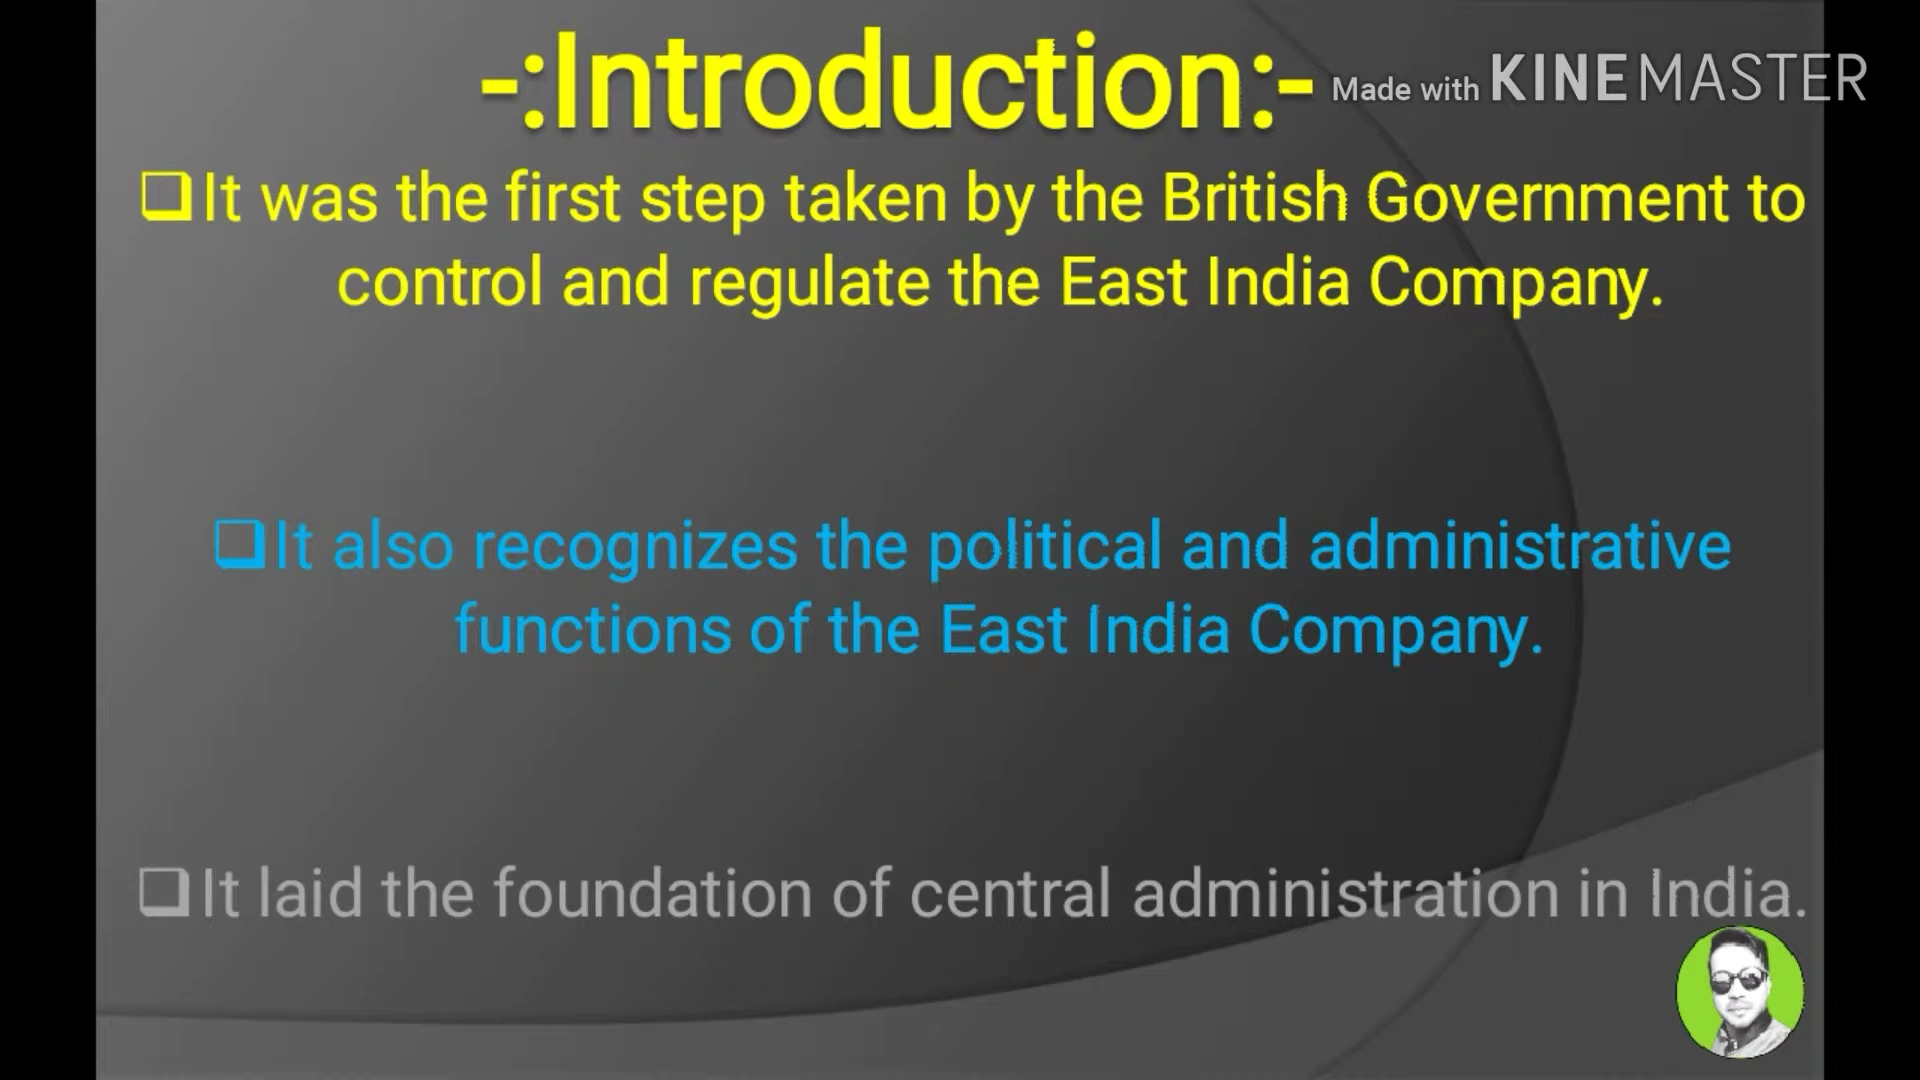 -:Introduction:-
Made with KINEMASTER
❑It was the first step taken by the British Government to
control and regulate the East India Company.
❑It also recognizes the political and administrative
functions of the East India Company.
❑It laid the foundation of central administration in India.